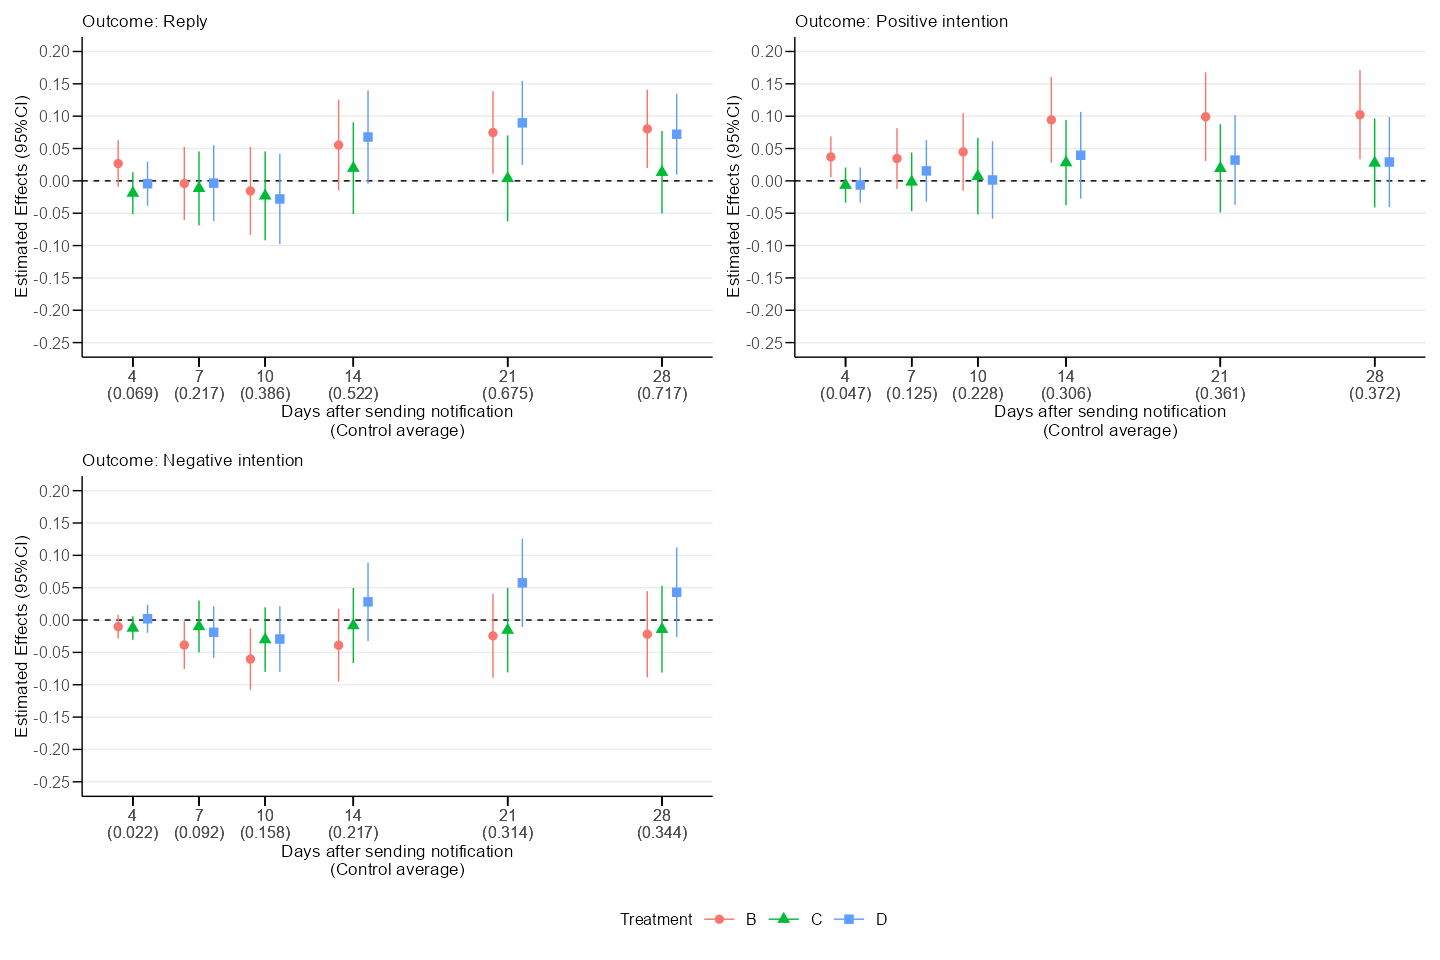 Outcome: Reply
Estimated Effects (95%CI)
0.20
0.15
0.10
0.05
0.00
-0.05
-0.10
-0.15
-0.20
-0.25
4 7 10 14 21 28
(0.069) (0.217) (0.386) (0.522) (0.675) (0.717)
Days after sending notification
(Control average)
Outcome: Positive intention
Estimated Effects (95%CI)
0.20
0.15
0.10
0.05
0.00
-0.05
-0.10
-0.15
-0.20
-0.25
4 7 10 14 21 28
(0.047) (0.125) (0.228) (0.306) (0.361) (0.372)
Days after sending notification
(Control average)
Outcome: Negative intention
Estimated Effects (95%CI)
0.20
0.15
0.10
0.05
0.00
-0.05
-0.10
-0.15
-0.20
-0.25
4 7 10 14 21 28
(0.022) (0.092) (0.158) (0.217) (0.314) (0.344)
Days after sending notification
(Control average)
Treatment B C D